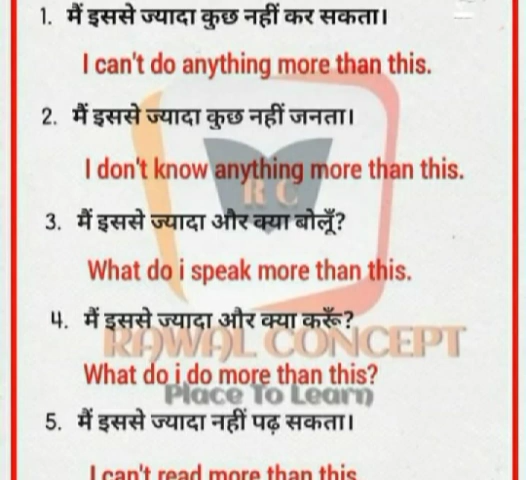 1. मैं इससे ज्यादा कुछ नहीं कर सकता।
I can't do anything more than this.
2. मैं इससे ज्यादा कुछ नहीं जनता।
I don't know anything more than this.
R C
3. मैं इससे ज्यादा और क्या बोलूँ?
What do i speak more than this.
4. मैं इससे ज्यादा और क्या करूँ?
RAWAL CONCEPT
What do i do more than this?
Place To Learn
5. मैं इससे ज्यादा नहीं पढ़ सकता।
I can't read more than this